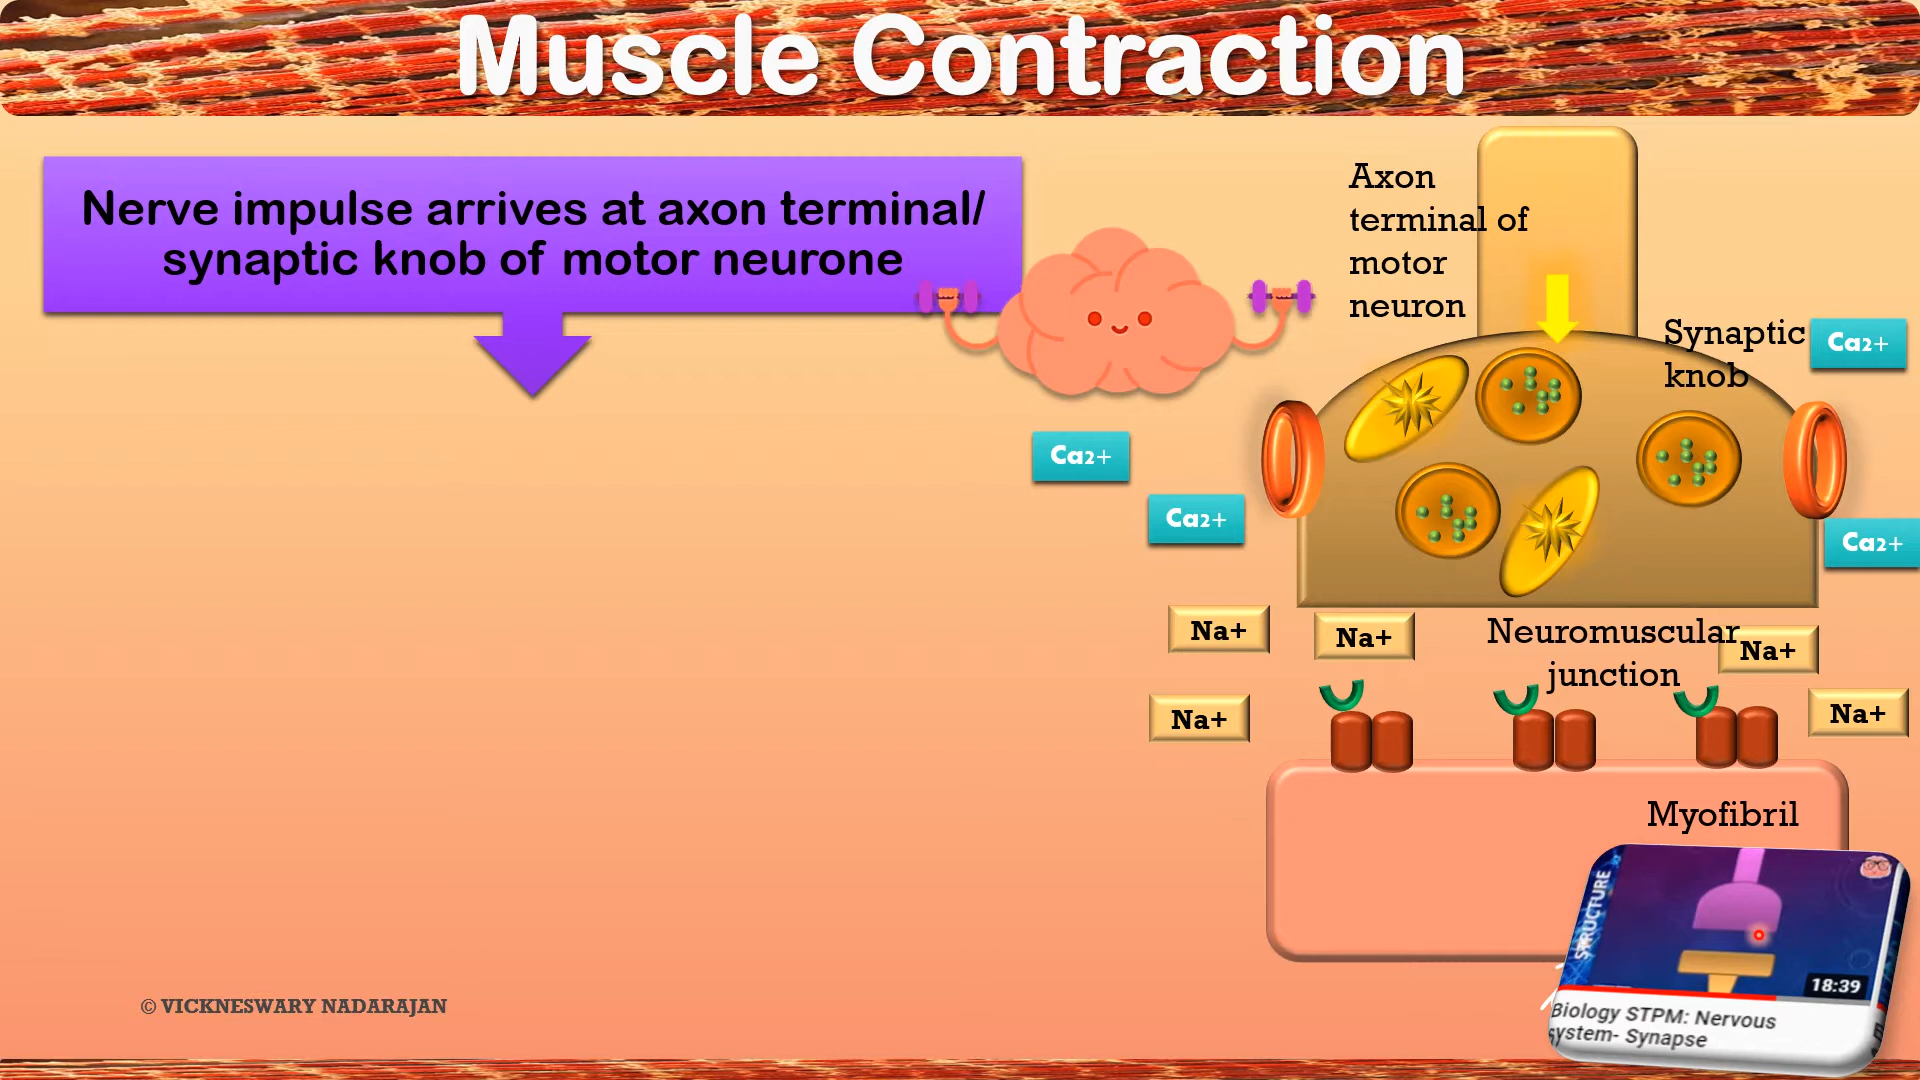 Muscle Contraction
Nerve impulse arrives at axon terminal/
synaptic knob of motor neurone
Axon
terminal of
motor
neuron
Synaptic
knob
Ca2+
Ca2+
Ca2+
Ca2+
Na+
Na+
Neuromuscular
junction
Na+
Na+
Na+
Myofibril
STRUCTURE
18:39
Biology STPM: Nervous
system- Synapse
© VICKNESWARY NADARAJAN